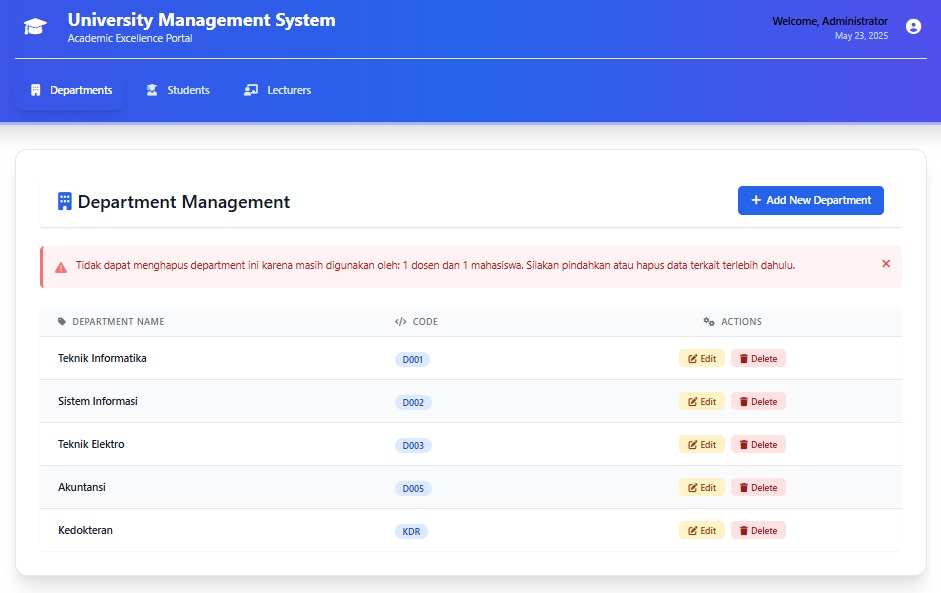 University Management System
Academic Excellence Portal
Welcome, Administrator
May 23, 2025
Departments
Students
Lecturers
Department Management
Add New Department
Tidak dapat menghapus department ini karena masih digunakan oleh: 1 dosen dan 1 mahasiswa. Silakan pindahkan atau hapus data terkait terlebih dahulu.
DEPARTMENT NAME CODE ACTIONS
Teknik Informatika D001 Edit Delete
Sistem Informasi D002 Edit Delete
Teknik Elektro D003 Edit Delete
Akuntansi D005 Edit Delete
Kedokteran KDR Edit Delete